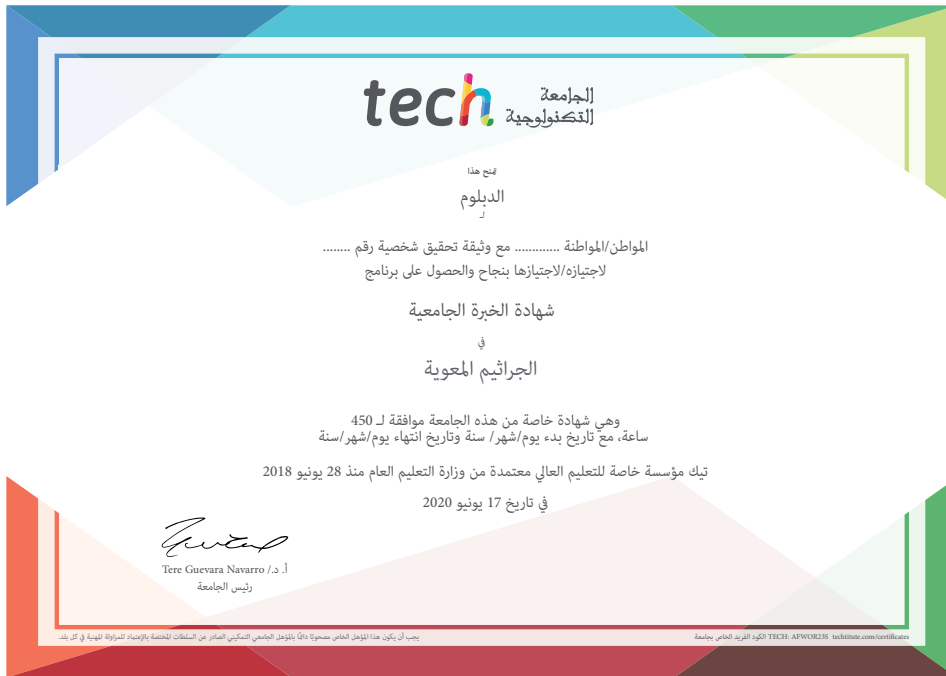 tech الجامعة
التكنولوجية
يمنح هذا
الدبلوم
لـ
المواطن/المواطنة ............. مع وثيقة تحقيق شخصية رقم ........
لاجتيازه/لاجتيازها بنجاح والحصول على برنامج
شهادة الخبرة الجامعية
في
الجراثيم المعوية
وهي شهادة خاصة من هذه الجامعة موافقة لـ 450
ساعة، مع تاريخ بدء يوم/شهر/ سنة وتاريخ انتهاء يوم/شهر/سنة
تيك مؤسسة خاصة للتعليم العالي معتمدة من وزارة التعليم العام منذ 28 يونيو 2018
في تاريخ 17 يونيو 2020
أ. د./ Tere Guevara Navarro
رئيس الجامعة
يجب أن يكون هذا المؤهل الخاص مصحوبًا دائمًا بالمؤهل الجامعي التمكيني الصادر عن السلطات المختصة بالإعتماد للمزاولة المهنية في كل بلد.
الكود الفريد الخاص بجامعة TECH: AFWOR23S techtitute.com/certificates